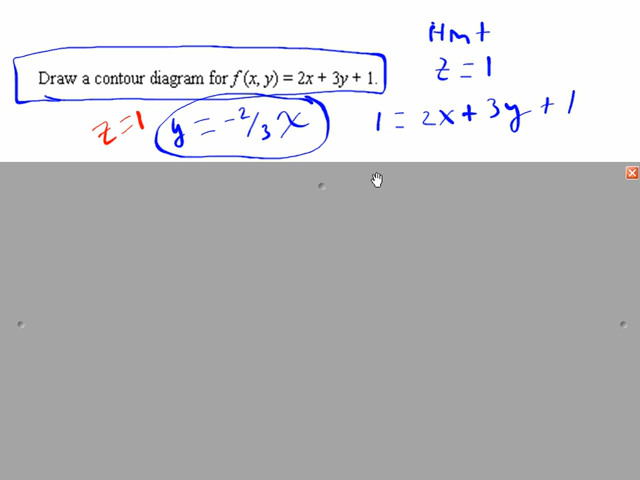 Hint
z = 1
Draw a contour diagram for f (x, y) = 2x + 3y + 1.
z = 1
y = -2/3 x
1 = 2x + 3y + 1